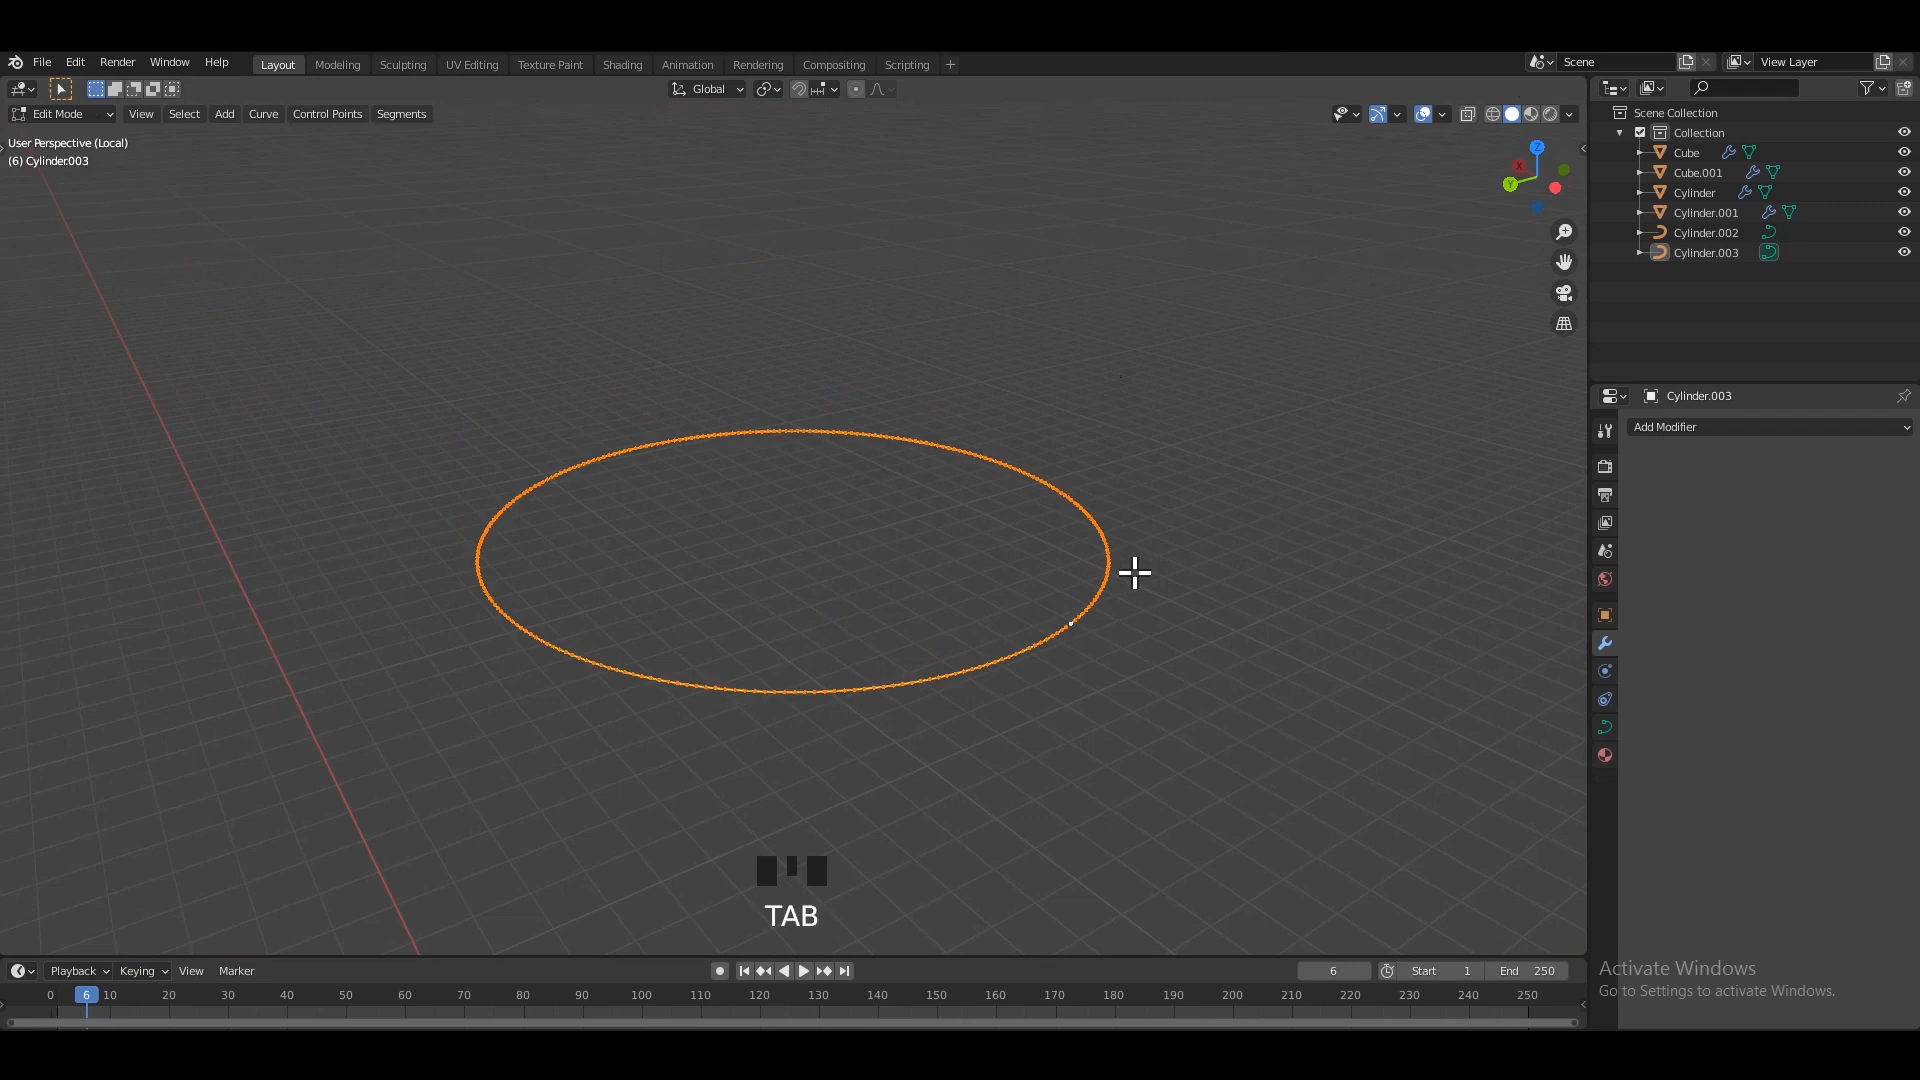 File Edit Render Window Help
Layout Modeling Sculpting UV Editing Texture Paint Shading Animation Rendering Compositing Scripting +
Scene
View Layer
Global
Edit Mode View Select Add Curve Control Points Segments
User Perspective (Local)
(6) Cylinder.003
Z
X
Y
Scene Collection
Collection
Cube
Cube.001
Cylinder
Cylinder.001
Cylinder.002
Cylinder.003
Cylinder.003
Add Modifier
TAB
Playback Keying View Marker
6 Start 1 End 250
0 6 10 20 30 40 50 60 70 80 90 100 110 120 130 140 150 160 170 180 190 200 210 220 230 240 250
Activate Windows
Go to Settings to activate Windows.